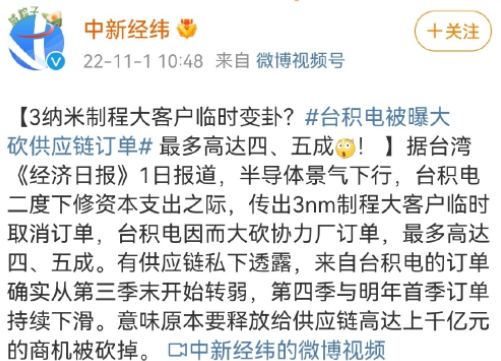 中新经纬
+关注
22-11-1 10:48 来自 微博视频号
【3纳米制程大客户临时变卦？#台积电被曝大
砍供应链订单# 最多高达四、五成😲！】据台湾
《经济日报》1日报道，半导体景气下行，台积电
二度下修资本支出之际，传出3nm制程大客户临时
取消订单，台积电因而大砍协力厂订单，最多高达
四、五成。有供应链私下透露，来自台积电的订单
确实从第三季末开始转弱，第四季与明年首季订单
持续下滑。意味原本要释放给供应链高达上千亿元
的商机被砍掉。 中新经纬的微博视频